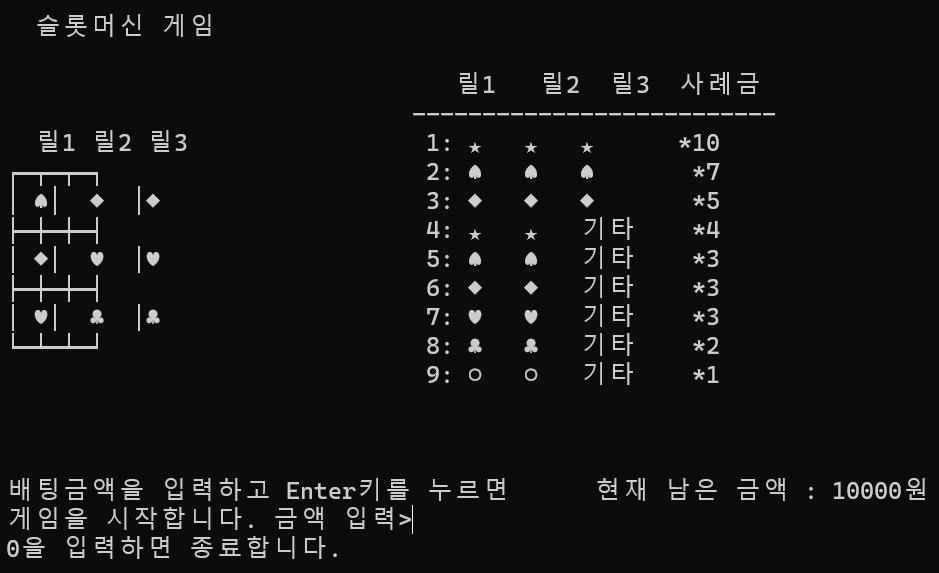 슬롯머신 게임
릴1 릴2 릴3 사례금
릴1 릴2 릴3
1: ★ ★ ★ *10
2: ♠ ♠ ♠ *7
♠ ◆ ◆
3: ◆ ◆ ◆ *5
4: ★ ★ 기타 *4
5: ♠ ♠ 기타 *3
◆ ♥ ♥
6: ◆ ◆ 기타 *3
7: ♥ ♥ 기타 *3
♥ ♣ ♣
8: ♣ ♣ 기타 *2
9: ○ ○ 기타 *1
배팅금액을 입력하고 Enter키를 누르면 현재 남은 금액 : 10000원
게임을 시작합니다. 금액 입력>
0을 입력하면 종료합니다.